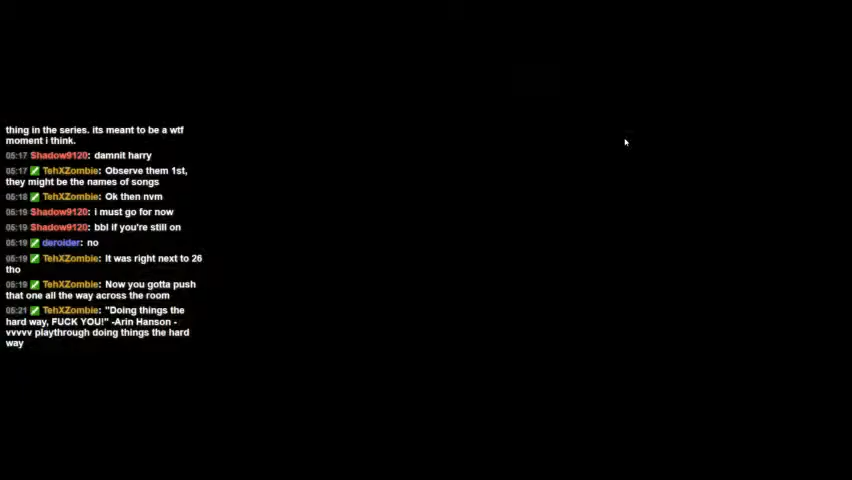 thing in the series. its meant to be a wtf
moment i think.
05:17 Shadow9120: damnit harry
05:17 TehXZombie: Observe them 1st,
they might be the names of songs
05:18 TehXZombie: Ok then nvm
05:19 Shadow9120: i must go for now
05:19 Shadow9120: bbl if you're still on
05:19 deroider: no
05:19 TehXZombie: It was right next to 26
tho
05:19 TehXZombie: Now you gotta push
that one all the way across the room
05:21 TehXZombie: "Doing things the
hard way, FUCK YOU!" -Arin Hanson -
vvvvv playthrough doing things the hard
way